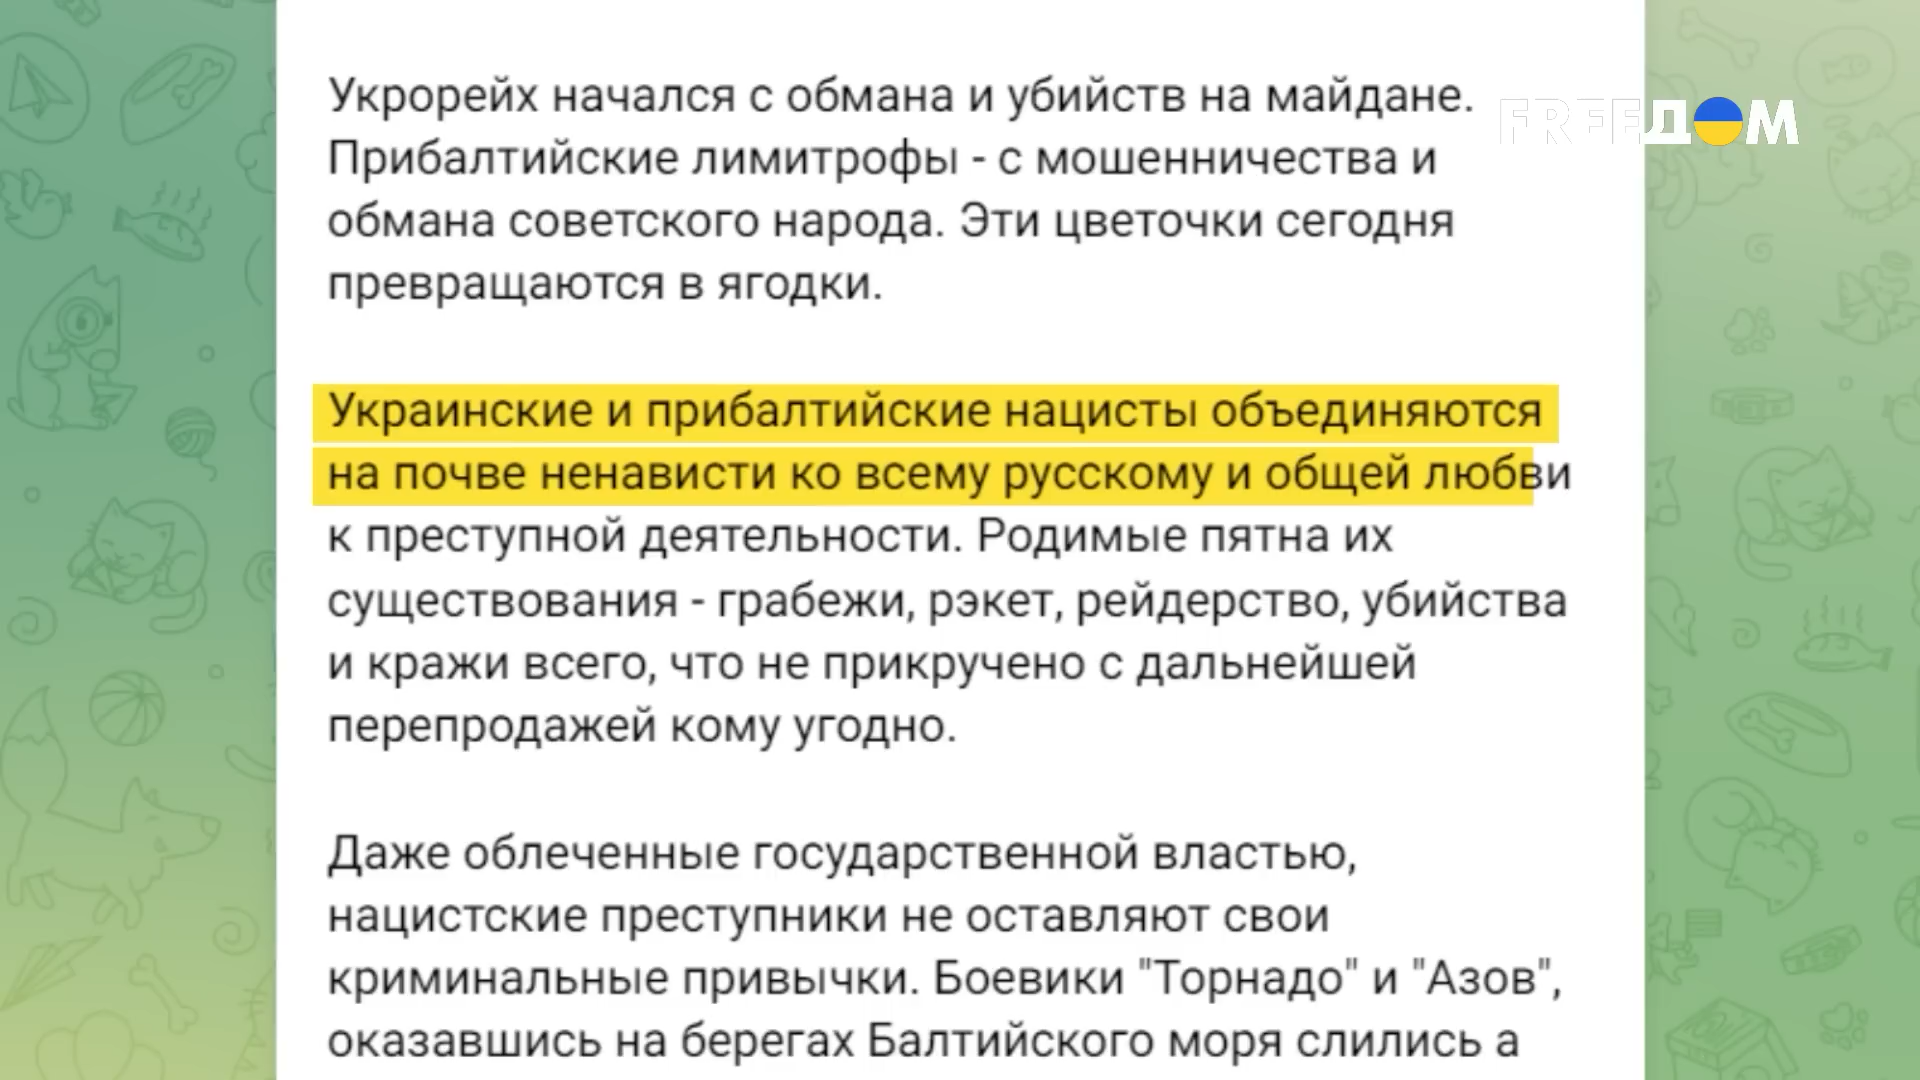 Укрорейх начался с обмана и убийств на майдане.
FREEДOM
Прибалтийские лимитрофы - с мошенничества и
обмана советского народа. Эти цветочки сегодня
превращаются в ягодки.
Украинские и прибалтийские нацисты объединяются
на почве ненависти ко всему русскому и общей любви
к преступной деятельности. Родимые пятна их
существования - грабежи, рэкет, рейдерство, убийства
и кражи всего, что не прикручено с дальнейшей
перепродажей кому угодно.
Даже облеченные государственной властью,
нацистские преступники не оставляют свои
криминальные привычки. Боевики "Торнадо" и "Азов",
оказавшись на берегах Балтийского моря слились а